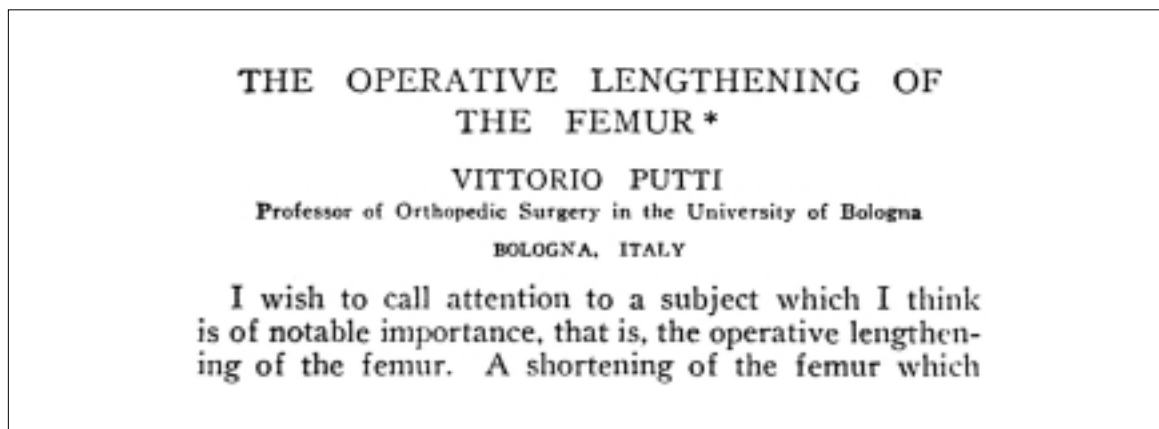 THE OPERATIVE LENGTHENING OF
THE FEMUR*
VITTORIO PUTTI
Professor of Orthopedic Surgery in the University of Bologna
BOLOGNA, ITALY
I wish to call attention to a subject which I think
is of notable importance, that is, the operative lengthen-
ing of the femur. A shortening of the femur which